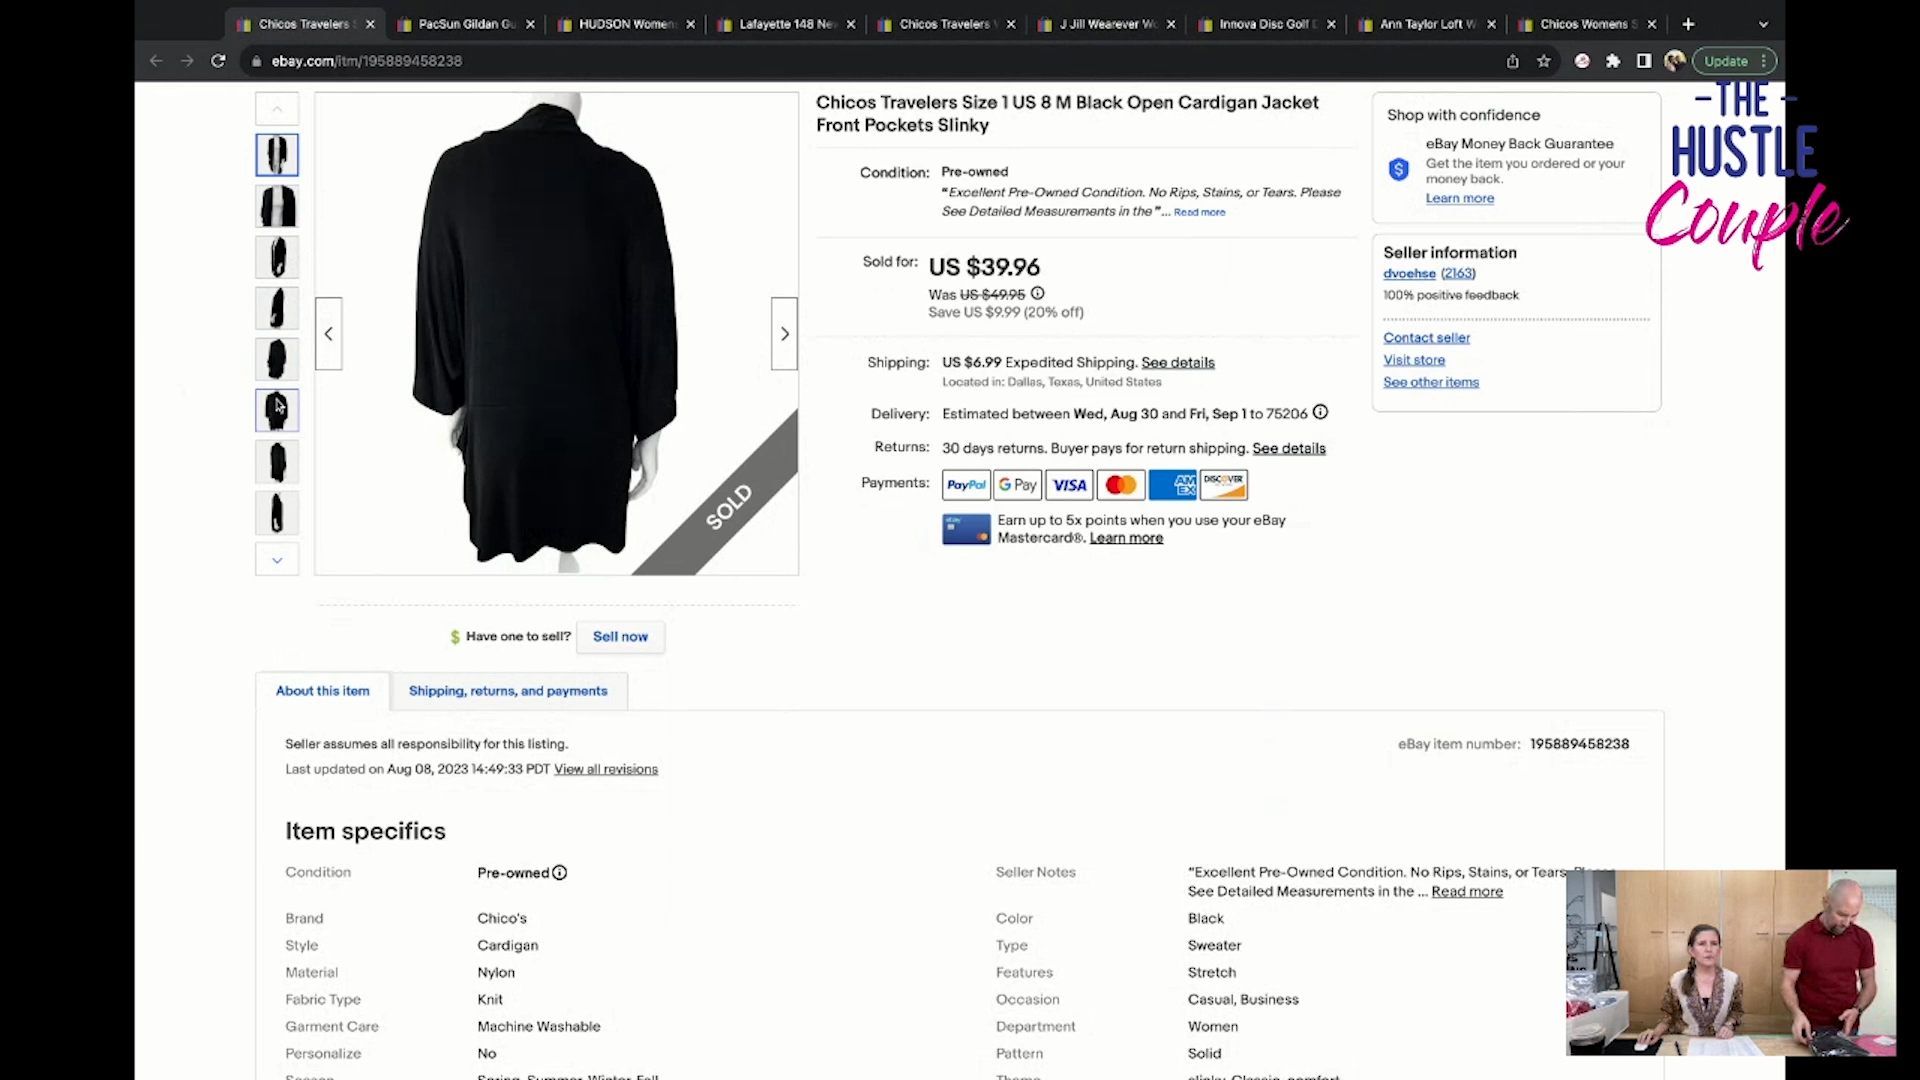 Chicos Travelers S
PacSun Gildan Gu
HUDSON Women
Lafayette 148 New
Chicos Travelers
J Jill Wearever Wo
Innova Disc Golf
Ann Taylor Loft W
Chicos Womens S
ebay.com/itm/195889458238
Update
-THE-
HUSTLE
Couple
Chicos Travelers Size 1 US 8 M Black Open Cardigan Jacket
Front Pockets Slinky
Condition: Pre-owned
"Excellent Pre-Owned Condition. No Rips, Stains, or Tears. Please
See Detailed Measurements in the"... Read more
Sold for: US $39.96
Was US $49.95
Save US $9.99 (20% off)
Shipping: US $6.99 Expedited Shipping. See details
Located in: Dallas, Texas, United States
Delivery: Estimated between Wed, Aug 30 and Fri, Sep 1 to 75206
Returns: 30 days returns. Buyer pays for return shipping. See details
Payments: PayPal G Pay VISA AM EX DISCOVER
ebay
Earn up to 5x points when you use your eBay
Mastercard®. Learn more
Shop with confidence
eBay Money Back Guarantee
Get the item you ordered or your
money back.
Learn more
Seller information
dvoehse (2163)
100% positive feedback
Contact seller
Visit store
See other items
SOLD
$ Have one to sell? Sell now
About this item
Shipping, returns, and payments
Seller assumes all responsibility for this listing.
Last updated on Aug 08, 2023 14:49:33 PDT View all revisions
eBay item number: 195889458238
Item specifics
Condition Pre-owned
Seller Notes "Excellent Pre-Owned Condition. No Rips, Stains, or Tears.
See Detailed Measurements in the ... Read more
Brand Chico's
Color Black
Style Cardigan
Type Sweater
Material Nylon
Features Stretch
Fabric Type Knit
Occasion Casual, Business
Garment Care Machine Washable
Department Women
Personalize No
Pattern Solid